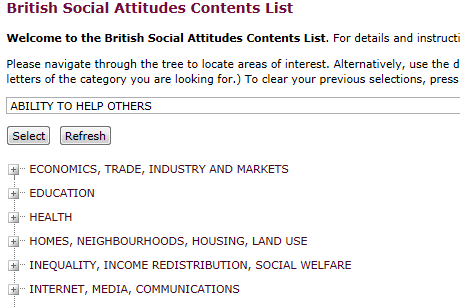 British Social Attitudes Contents List
Welcome to the British Social Attitudes Contents List. For details and instructi
Please navigate through the tree to locate areas of interest. Alternatively, use the d
letters of the category you are looking for.) To clear your previous selections, press
ABILITY TO HELP OTHERS
Select Refresh
ECONOMICS, TRADE, INDUSTRY AND MARKETS
EDUCATION
HEALTH
HOMES, NEIGHBOURHOODS, HOUSING, LAND USE
INEQUALITY, INCOME REDISTRIBUTION, SOCIAL WELFARE
INTERNET, MEDIA, COMMUNICATIONS